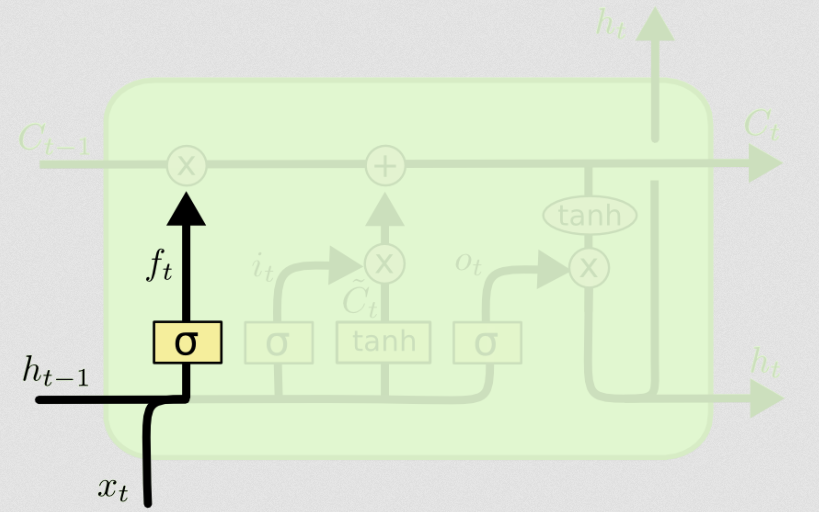 h_t
C_{t-1}
C_t
x
+
tanh
f_t
i_t
x
o_t
x
C̃_t
σ
σ
tanh
σ
h_{t-1}
h_t
x_t